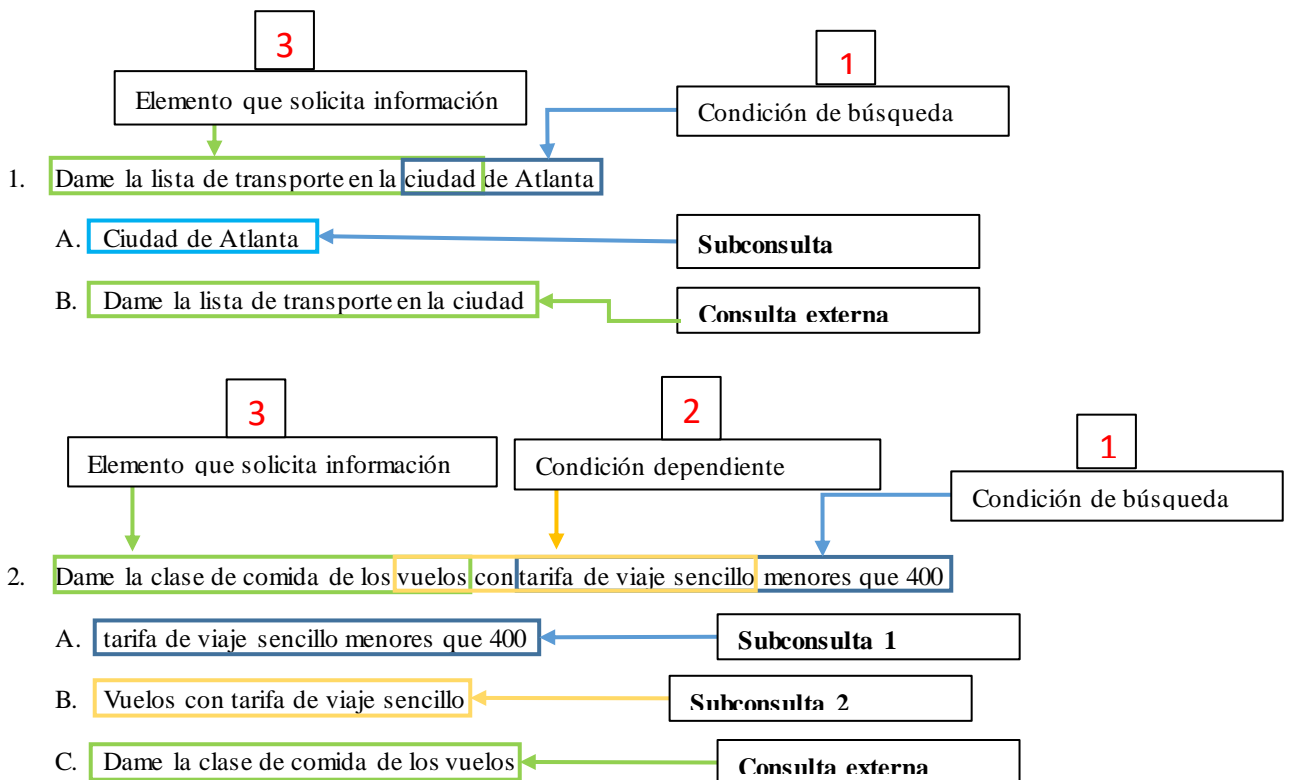 3
1
Elemento que solicita información
Condición de búsqueda
1. Dame la lista de transporte en la ciudad de Atlanta
A. Ciudad de Atlanta
Subconsulta
B. Dame la lista de transporte en la ciudad
Consulta externa
3
2
1
Elemento que solicita información
Condición dependiente
Condición de búsqueda
2. Dame la clase de comida de los vuelos con tarifa de viaje sencillo menores que 400
A. tarifa de viaje sencillo menores que 400
Subconsulta 1
B. Vuelos con tarifa de viaje sencillo
Subconsulta 2
C. Dame la clase de comida de los vuelos
Consulta externa